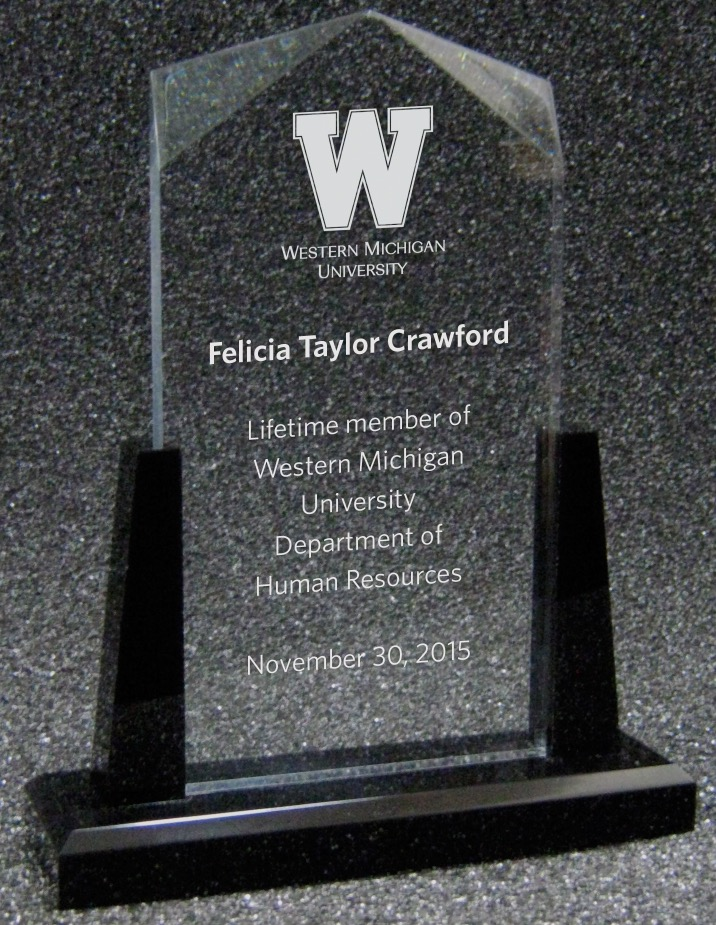 W
WESTERN MICHIGAN
UNIVERSITY
Felicia Taylor Crawford
Lifetime member of
Western Michigan
University
Department of
Human Resources
November 30, 2015